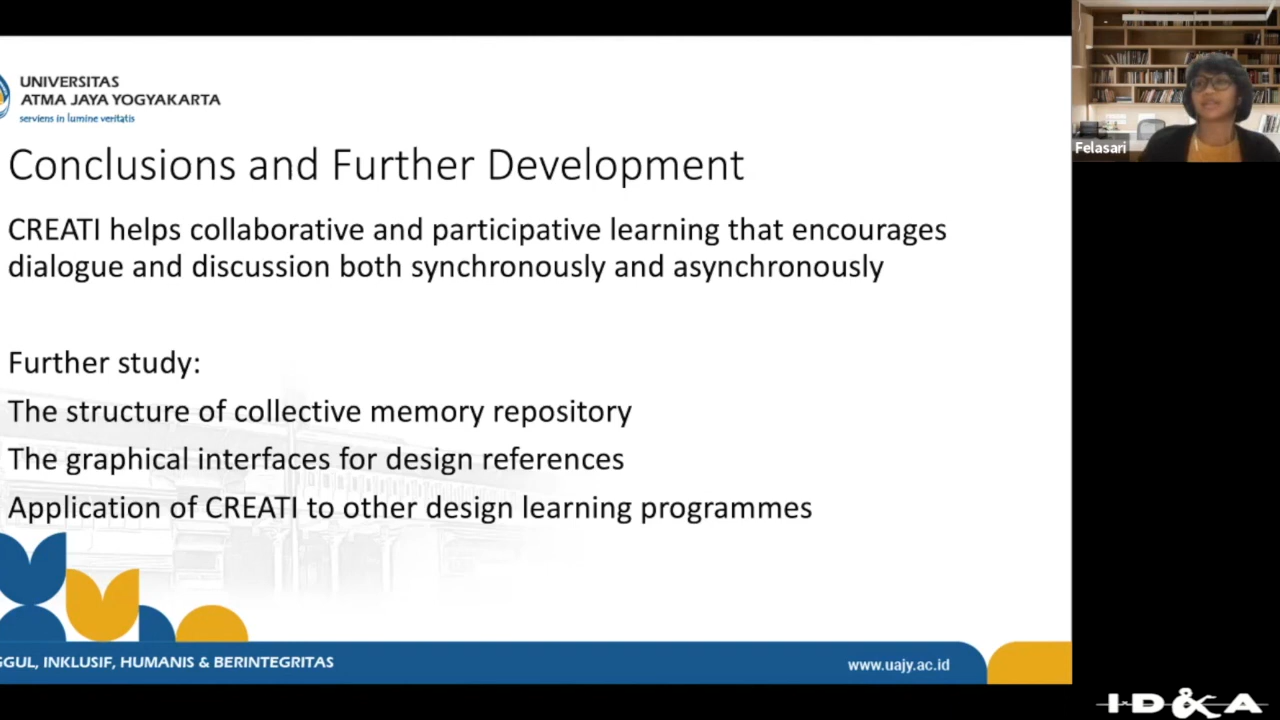 UNIVERSITAS
ATMA JAYA YOGYAKARTA
serviens in lumine veritatis
Conclusions and Further Development
CREATI helps collaborative and participative learning that encourages
dialogue and discussion both synchronously and asynchronously
Further study:
The structure of collective memory repository
The graphical interfaces for design references
Application of CREATI to other design learning programmes
GGUL, INKLUSIF, HUMANIS & BERINTEGRITAS
www.uajy.ac.id
Felasari
ID&A